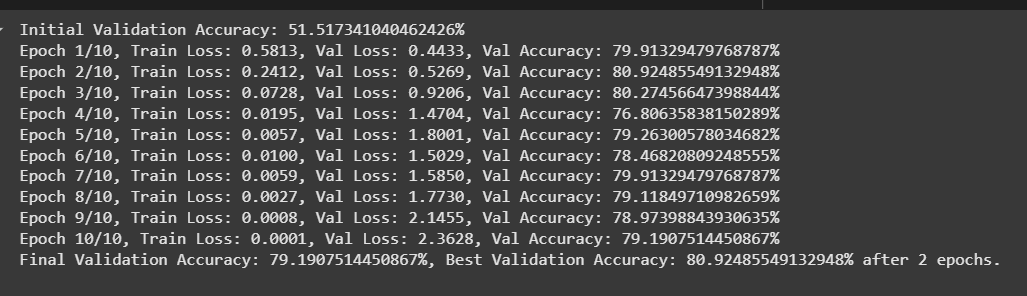 Initial Validation Accuracy: 51.517341040462426%
Epoch 1/10, Train Loss: 0.5813, Val Loss: 0.4433, Val Accuracy: 79.91329479768787%
Epoch 2/10, Train Loss: 0.2412, Val Loss: 0.5269, Val Accuracy: 80.92485549132948%
Epoch 3/10, Train Loss: 0.0728, Val Loss: 0.9206, Val Accuracy: 80.27456647398844%
Epoch 4/10, Train Loss: 0.0195, Val Loss: 1.4704, Val Accuracy: 76.80635838150289%
Epoch 5/10, Train Loss: 0.0057, Val Loss: 1.8001, Val Accuracy: 79.26300578034682%
Epoch 6/10, Train Loss: 0.0100, Val Loss: 1.5029, Val Accuracy: 78.46820809248555%
Epoch 7/10, Train Loss: 0.0059, Val Loss: 1.5850, Val Accuracy: 79.91329479768787%
Epoch 8/10, Train Loss: 0.0027, Val Loss: 1.7730, Val Accuracy: 79.11849710982659%
Epoch 9/10, Train Loss: 0.0008, Val Loss: 2.1455, Val Accuracy: 78.97398843930635%
Epoch 10/10, Train Loss: 0.0001, Val Loss: 2.3628, Val Accuracy: 79.1907514450867%
Final Validation Accuracy: 79.1907514450867%, Best Validation Accuracy: 80.92485549132948% after 2 epochs.